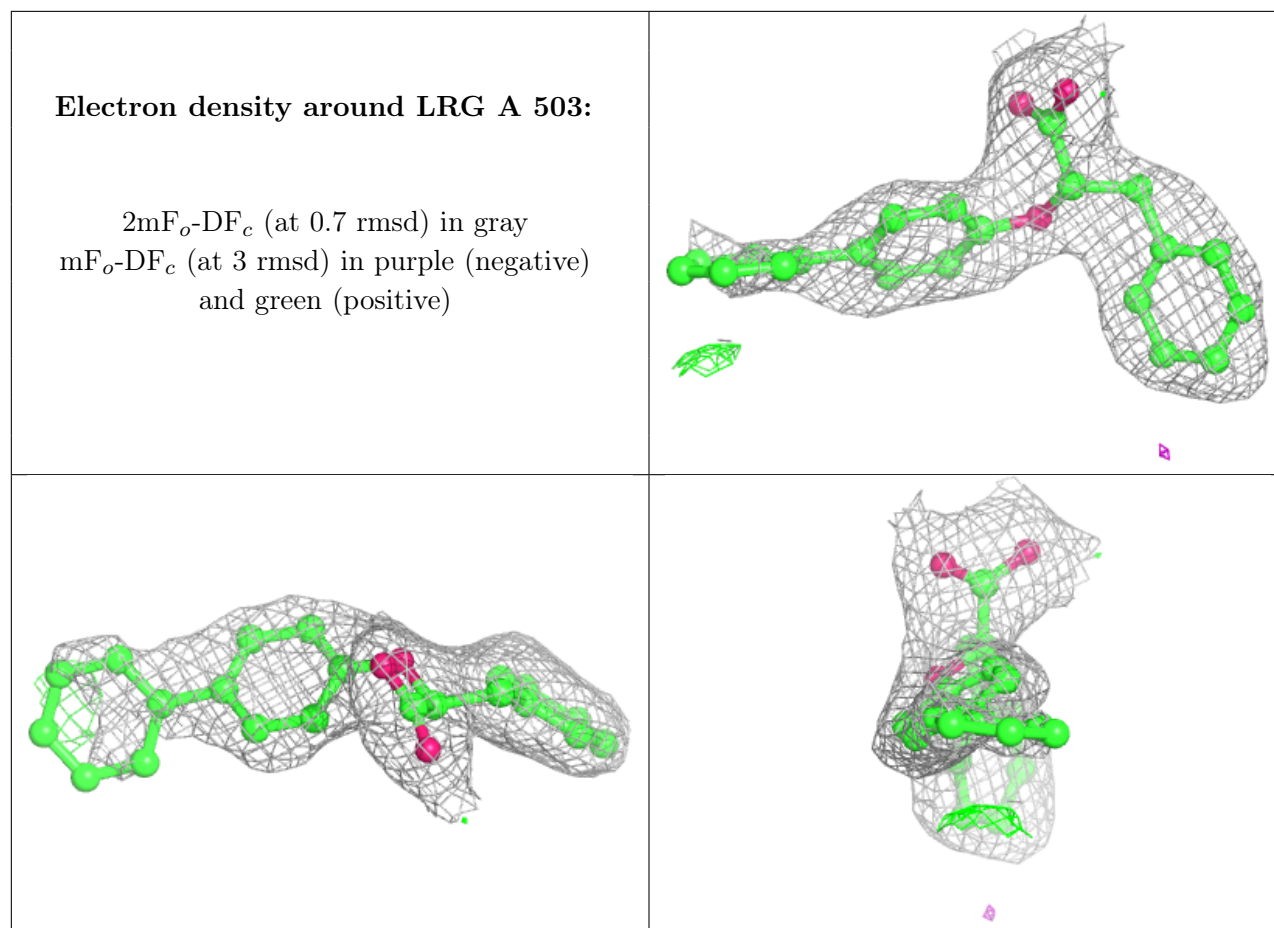 Electron density around LRG A 503:
2mFo-DFc (at 0.7 rmsd) in gray
mFo-DFc (at 3 rmsd) in purple (negative)
and green (positive)